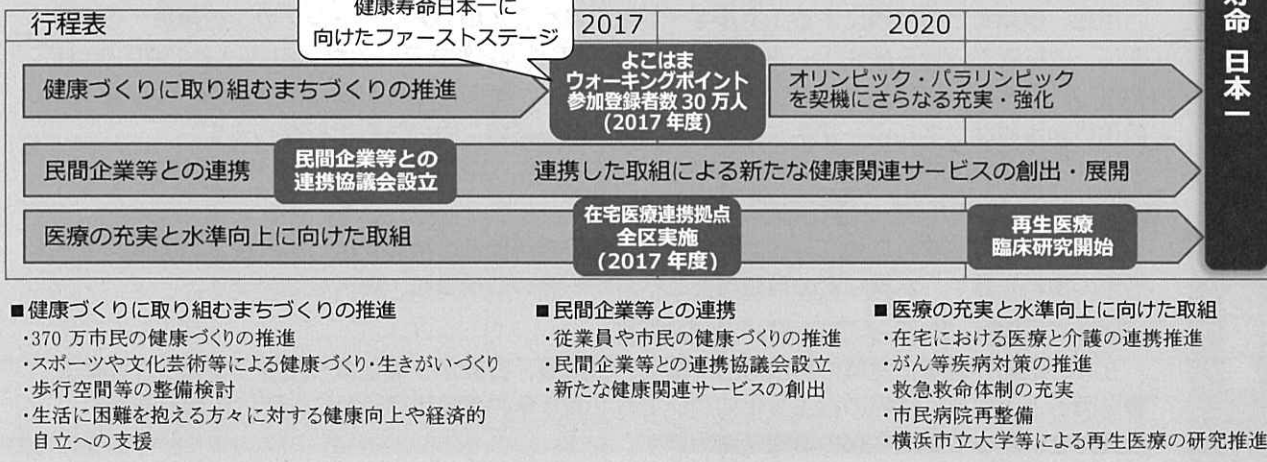 健康寿命日本一に
向けたファーストステージ
行程表
2017
2020
健康づくりに取り組むまちづくりの推進
よこはま
ウォーキングポイント
参加登録者数 30 万人
(2017 年度)
オリンピック・パラリンピック
を契機にさらなる充実・強化
民間企業等との連携
民間企業等との
連携協議会設立
連携した取組による新たな健康関連サービスの創出・展開
医療の充実と水準向上に向けた取組
在宅医療連携拠点
全区実施
(2017 年度)
再生医療
臨床研究開始
寿命 日本一
■健康づくりに取り組むまちづくりの推進
・370 万市民の健康づくりの推進
・スポーツや文化芸術等による健康づくり・生きがいづくり
・歩行空間等の整備検討
・生活に困難を抱える方々に対する健康向上や経済的
自立への支援
■民間企業等との連携
・従業員や市民の健康づくりの推進
・民間企業等との連携協議会設立
・新たな健康関連サービスの創出
■医療の充実と水準向上に向けた取組
・在宅における医療と介護の連携推進
・がん等疾病対策の推進
・救急救命体制の充実
・市民病院再整備
・横浜市立大学等による再生医療の研究推進